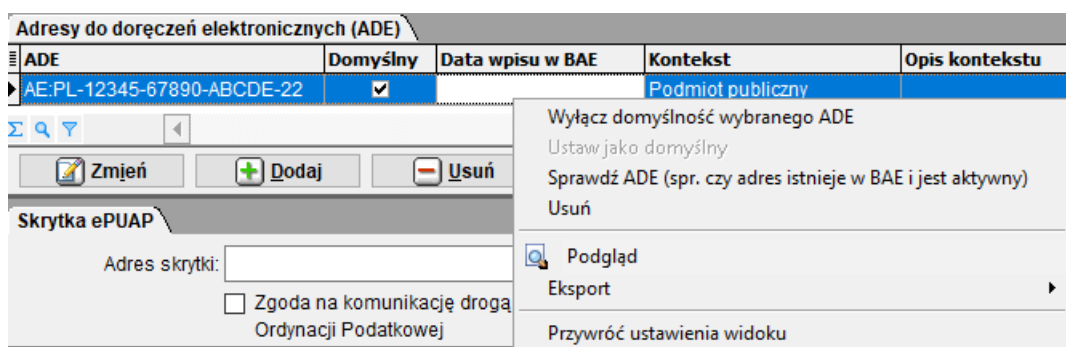 Adresy do doręczeń elektronicznych (ADE)
ADE Domyślny Data wpisu w BAE Kontekst Opis kontekstu
AE:PL-12345-67890-ABCDE-22 Podmiot publiczny
Wyłącz domyślność wybranego ADE
Ustaw jako domyślny
Sprawdź ADE (spr. czy adres istnieje w BAE i jest aktywny)
Usuń
Podgląd
Eksport
Przywróć ustawienia widoku
Zmień Dodaj Usuń
Skrytka ePUAP
Adres skrytki:
Zgoda na komunikację drogą
Ordynacji Podatkowej